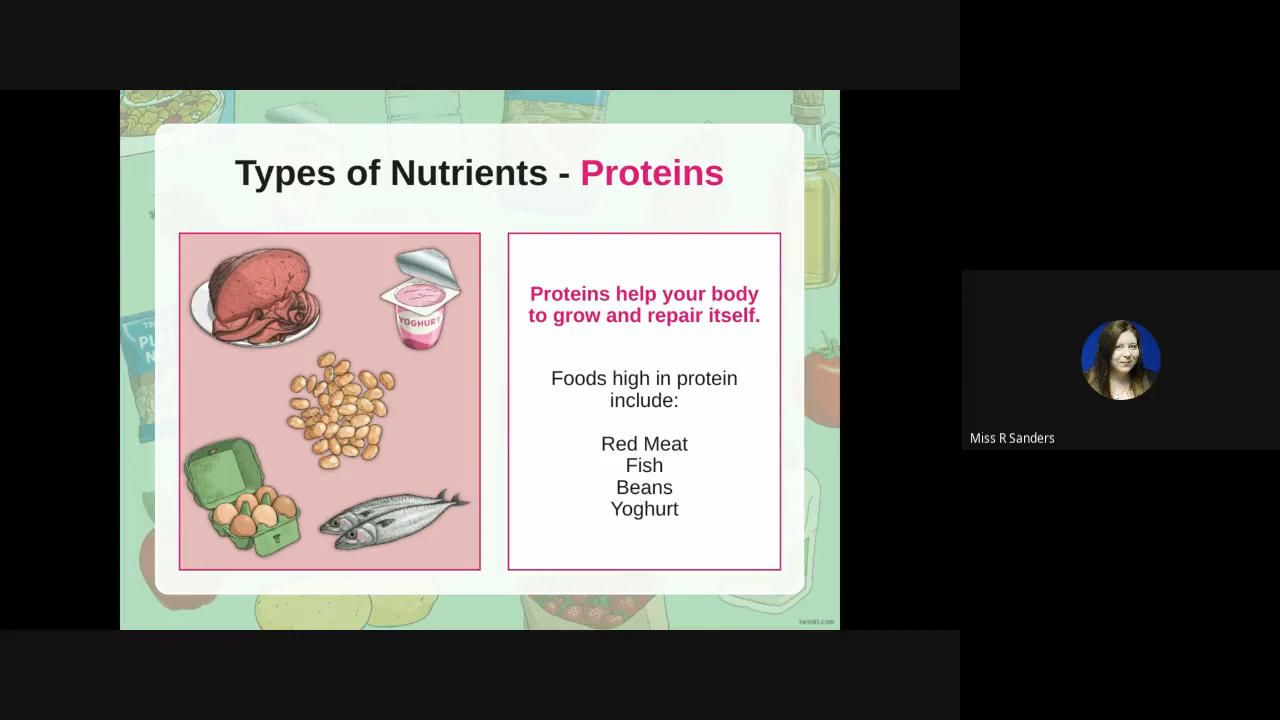 Types of Nutrients - Proteins
YOGHURT
Proteins help your body
to grow and repair itself.
Foods high in protein
include:
Red Meat
Fish
Beans
Yoghurt
Miss R Sanders
twinkl.com